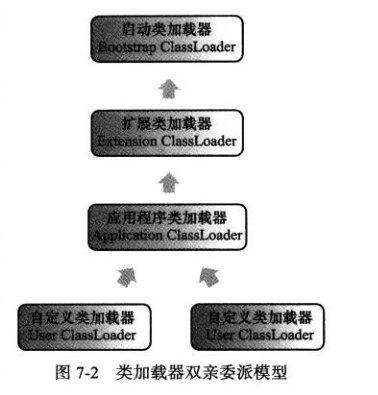 启动类加载器
Bootstrap ClassLoader
扩展类加载器
Extension ClassLoader
应用程序类加载器
Application ClassLoader
自定义类加载器
User ClassLoader
自定义类加载器
User ClassLoader
图 7-2 类加载器双亲委派模型